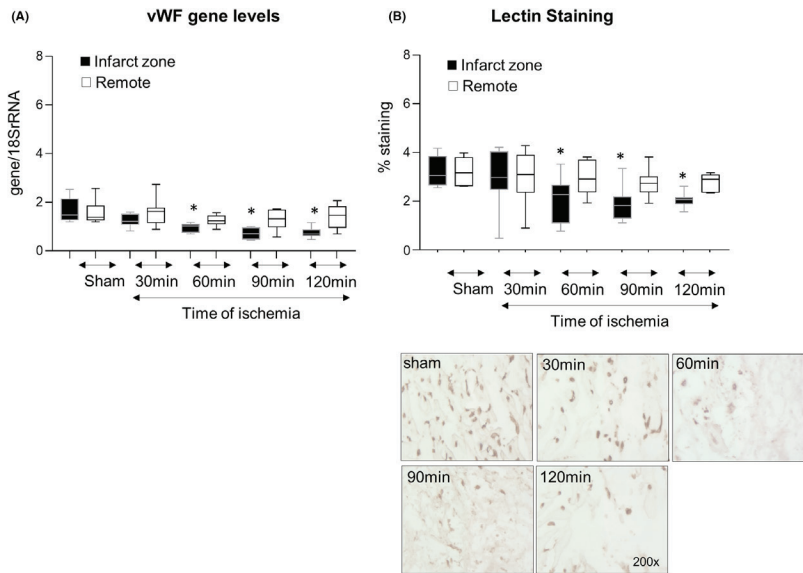 (A)
vWF gene levels
8
6
4
2
0
gene/18SrRNA
Infarct zone
Remote
*
*
*
Sham
30min
60min
90min
120min
Time of ischemia
(B)
Lectin Staining
8
6
4
2
0
% staining
Infarct zone
Remote
*
*
*
Sham
30min
60min
90min
120min
Time of ischemia
sham
30min
60min
90min
120min
200x